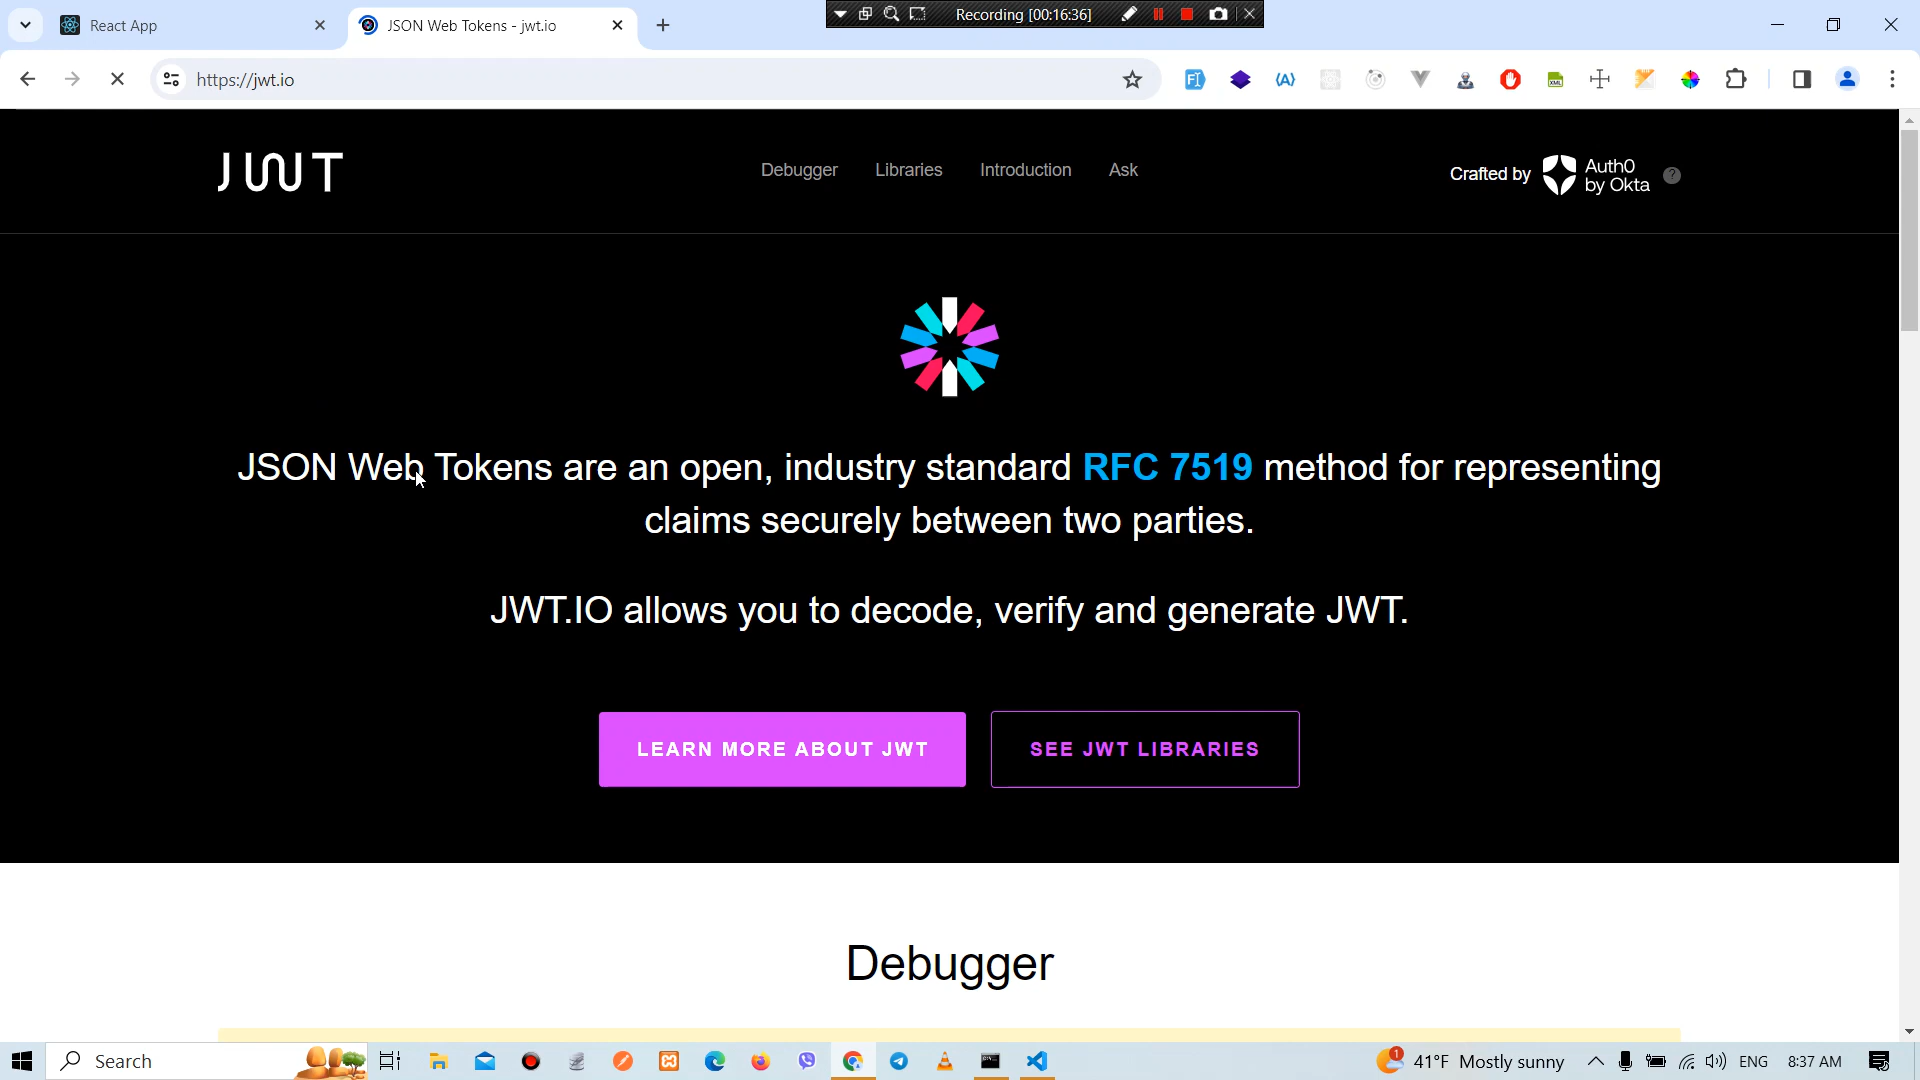 React App
JSON Web Tokens - jwt.io
Recording [00:16:36]
https://jwt.io
JWT
Debugger
Libraries
Introduction
Ask
Crafted by
Auth0
by Okta
?
JSON Web Tokens are an open, industry standard RFC 7519 method for representing
claims securely between two parties.
JWT.IO allows you to decode, verify and generate JWT.
LEARN MORE ABOUT JWT
SEE JWT LIBRARIES
Debugger
Search
1
41°F Mostly sunny
ENG
8:37 AM